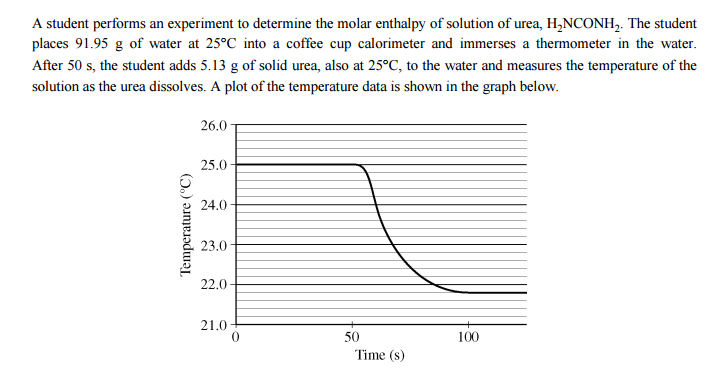 A student performs an experiment to determine the molar enthalpy of solution of urea, H₂NCONH₂. The student
places 91.95 g of water at 25°C into a coffee cup calorimeter and immerses a thermometer in the water.
After 50 s, the student adds 5.13 g of solid urea, also at 25°C, to the water and measures the temperature of the
solution as the urea dissolves. A plot of the temperature data is shown in the graph below.
26.0
25.0
24.0
23.0
22.0
21.0
Temperature (°C)
0 50 100
Time (s)